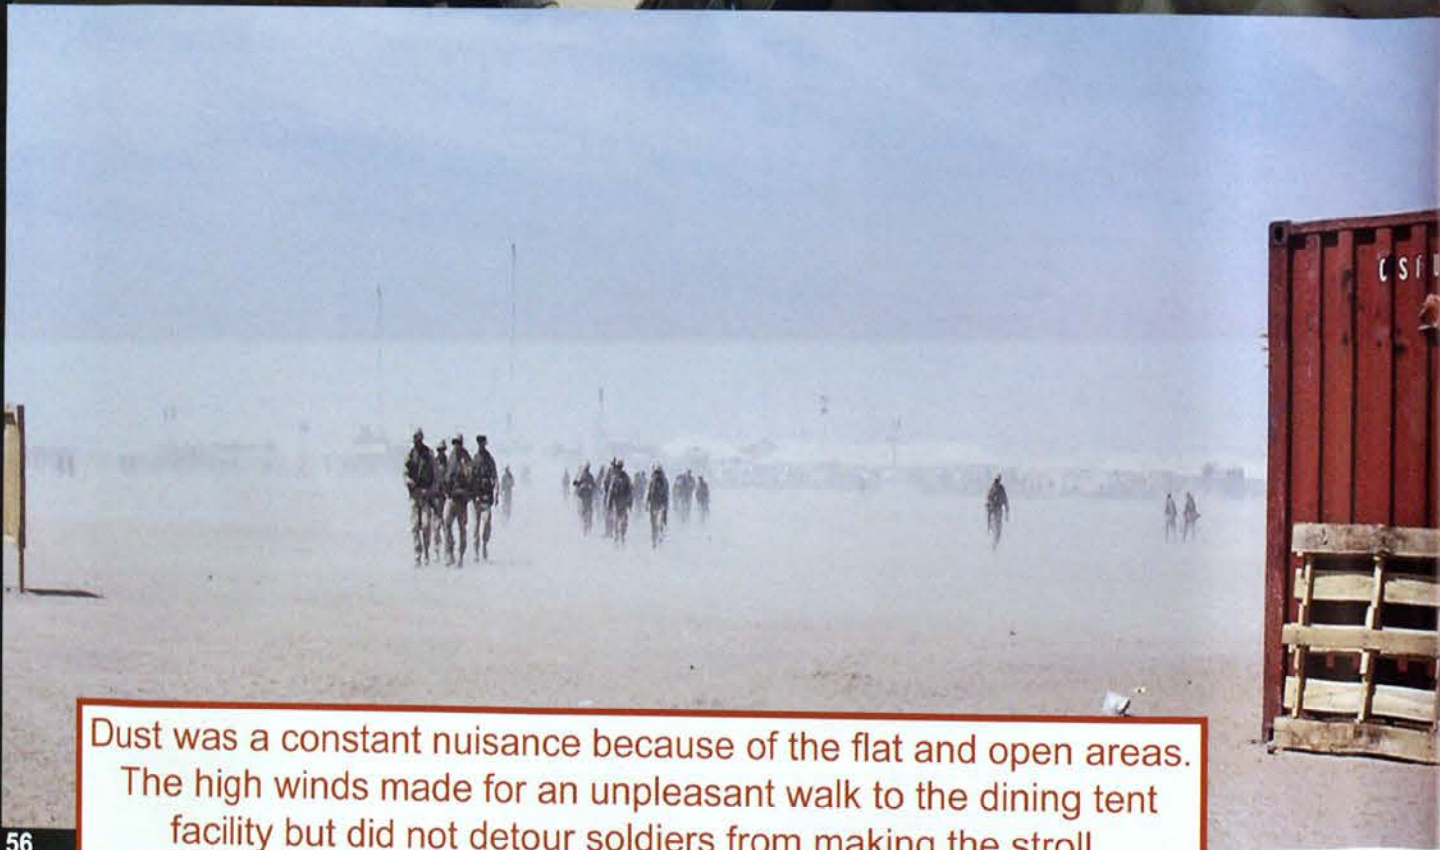 Dust was a constant nuisance because of the flat and open areas.
The high winds made for an unpleasant walk to the dining tent
facility but did not detour soldiers from making the stroll
56